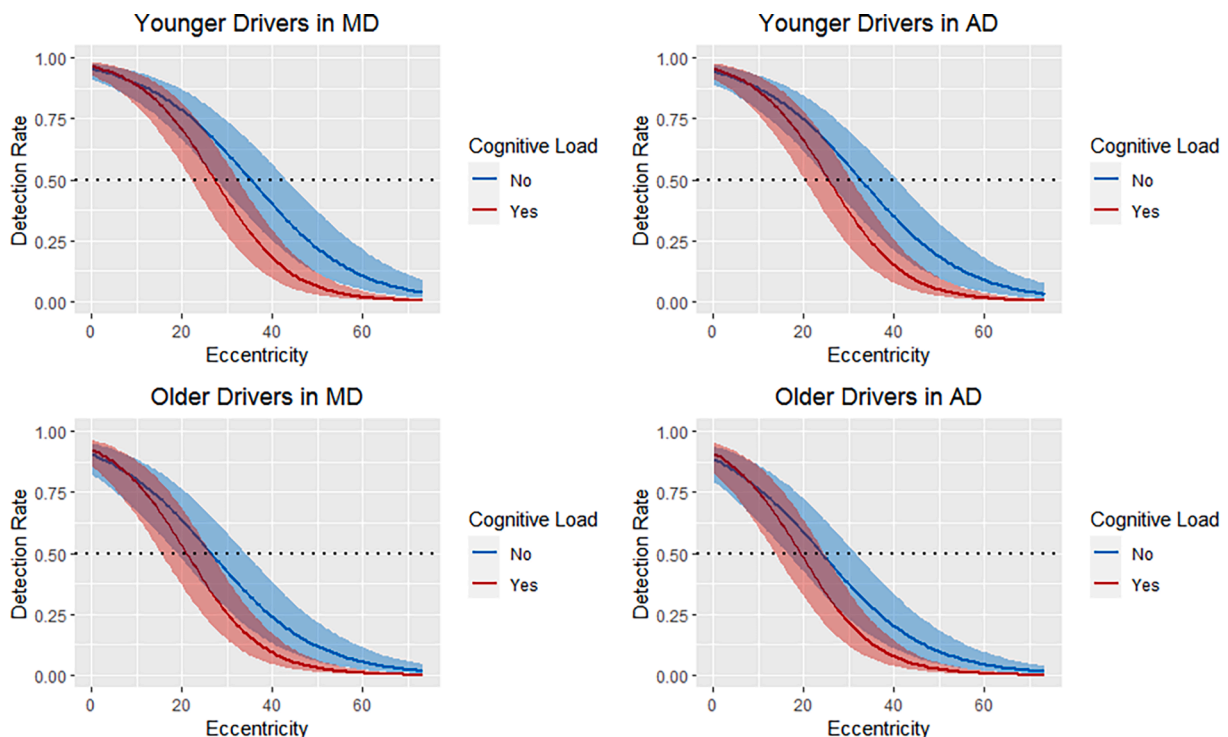 Younger Drivers in MD
1.00
0.75
0.50
0.25
0.00
Detection Rate
0
20
40
60
Eccentricity
Cognitive Load
No
Yes
Younger Drivers in AD
1.00
0.75
0.50
0.25
0.00
Detection Rate
0
20
40
60
Eccentricity
Cognitive Load
No
Yes
Older Drivers in MD
1.00
0.75
0.50
0.25
0.00
Detection Rate
0
20
40
60
Eccentricity
Cognitive Load
No
Yes
Older Drivers in AD
1.00
0.75
0.50
0.25
0.00
Detection Rate
0
20
40
60
Eccentricity
Cognitive Load
No
Yes